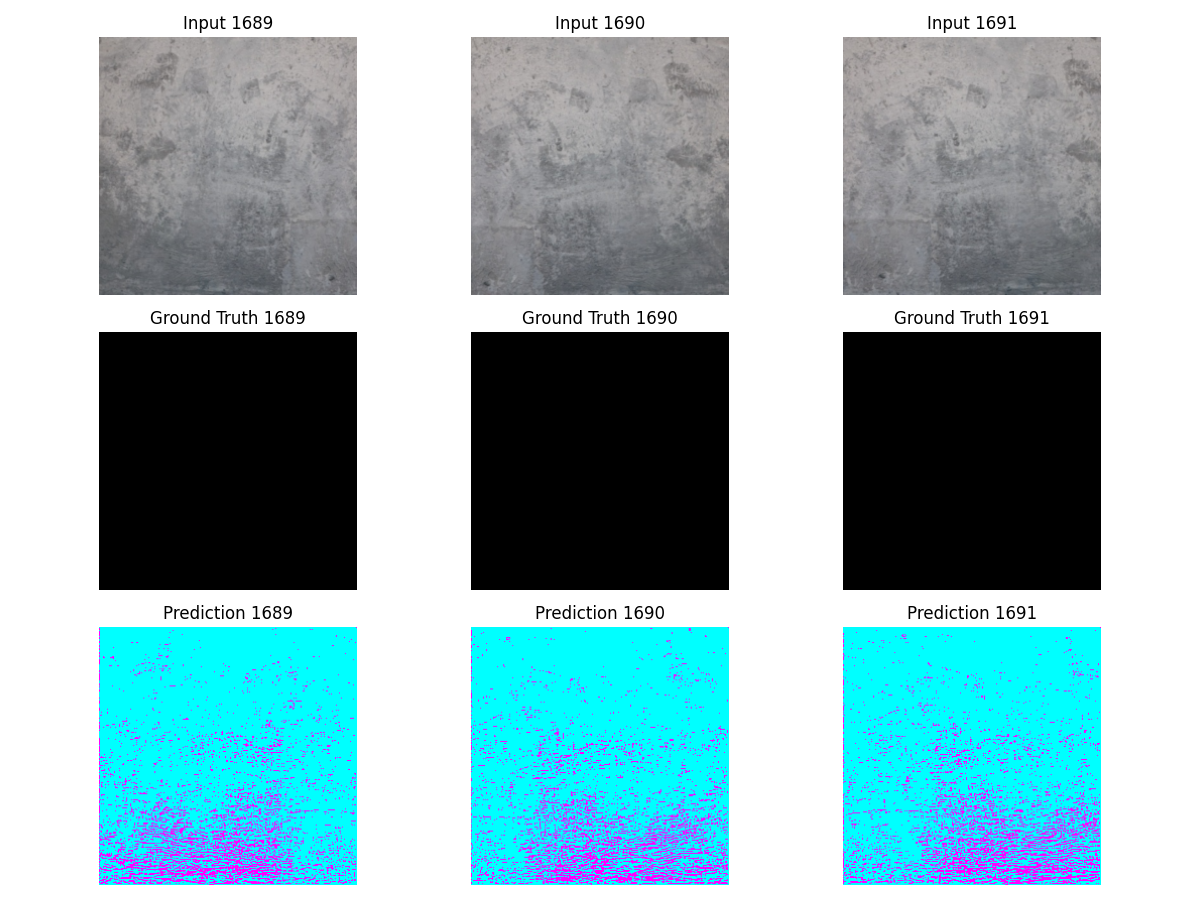 Input 1689
Input 1690
Input 1691
Ground Truth 1689
Ground Truth 1690
Ground Truth 1691
Prediction 1689
Prediction 1690
Prediction 1691